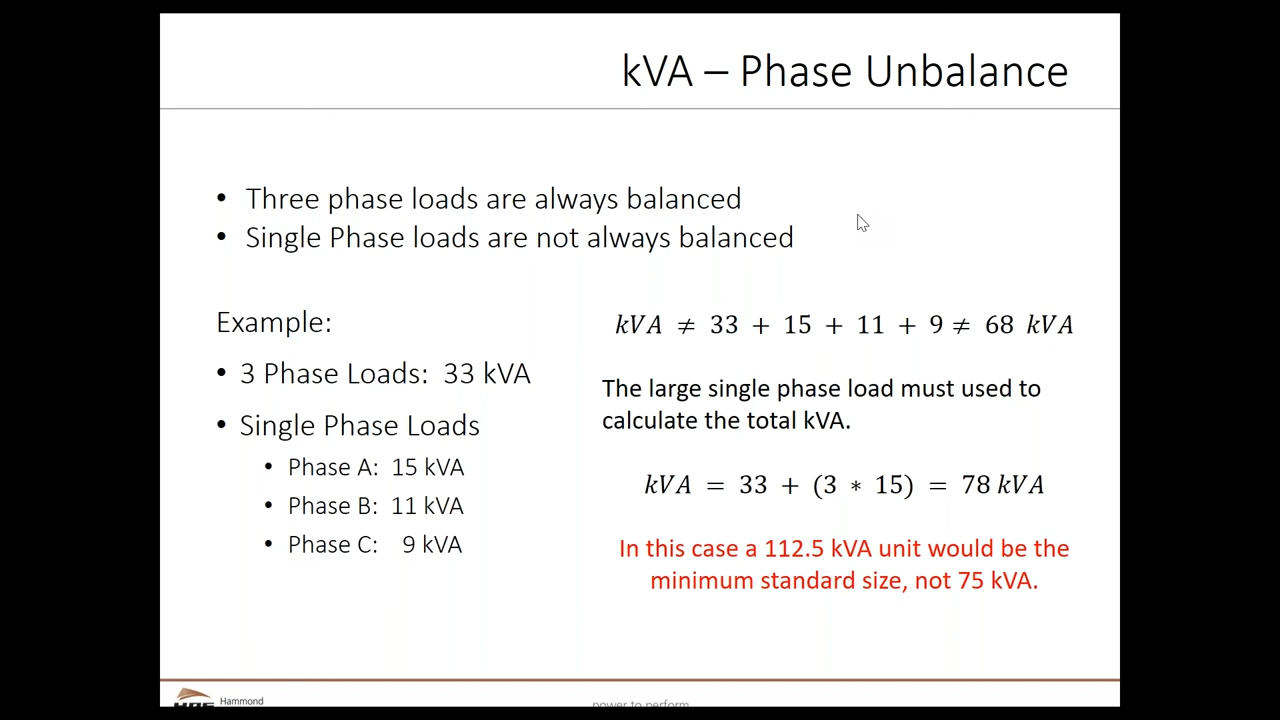 kVA – Phase Unbalance
• Three phase loads are always balanced
• Single Phase loads are not always balanced
Example:
• 3 Phase Loads: 33 kVA
• Single Phase Loads
• Phase A: 15 kVA
• Phase B: 11 kVA
• Phase C: 9 kVA
kVA ≠ 33 + 15 + 11 + 9 ≠ 68 kVA
The large single phase load must used to
calculate the total kVA.
kVA = 33 + (3 * 15) = 78 kVA
In this case a 112.5 kVA unit would be the
minimum standard size, not 75 kVA.
HPS Hammond
power to perform